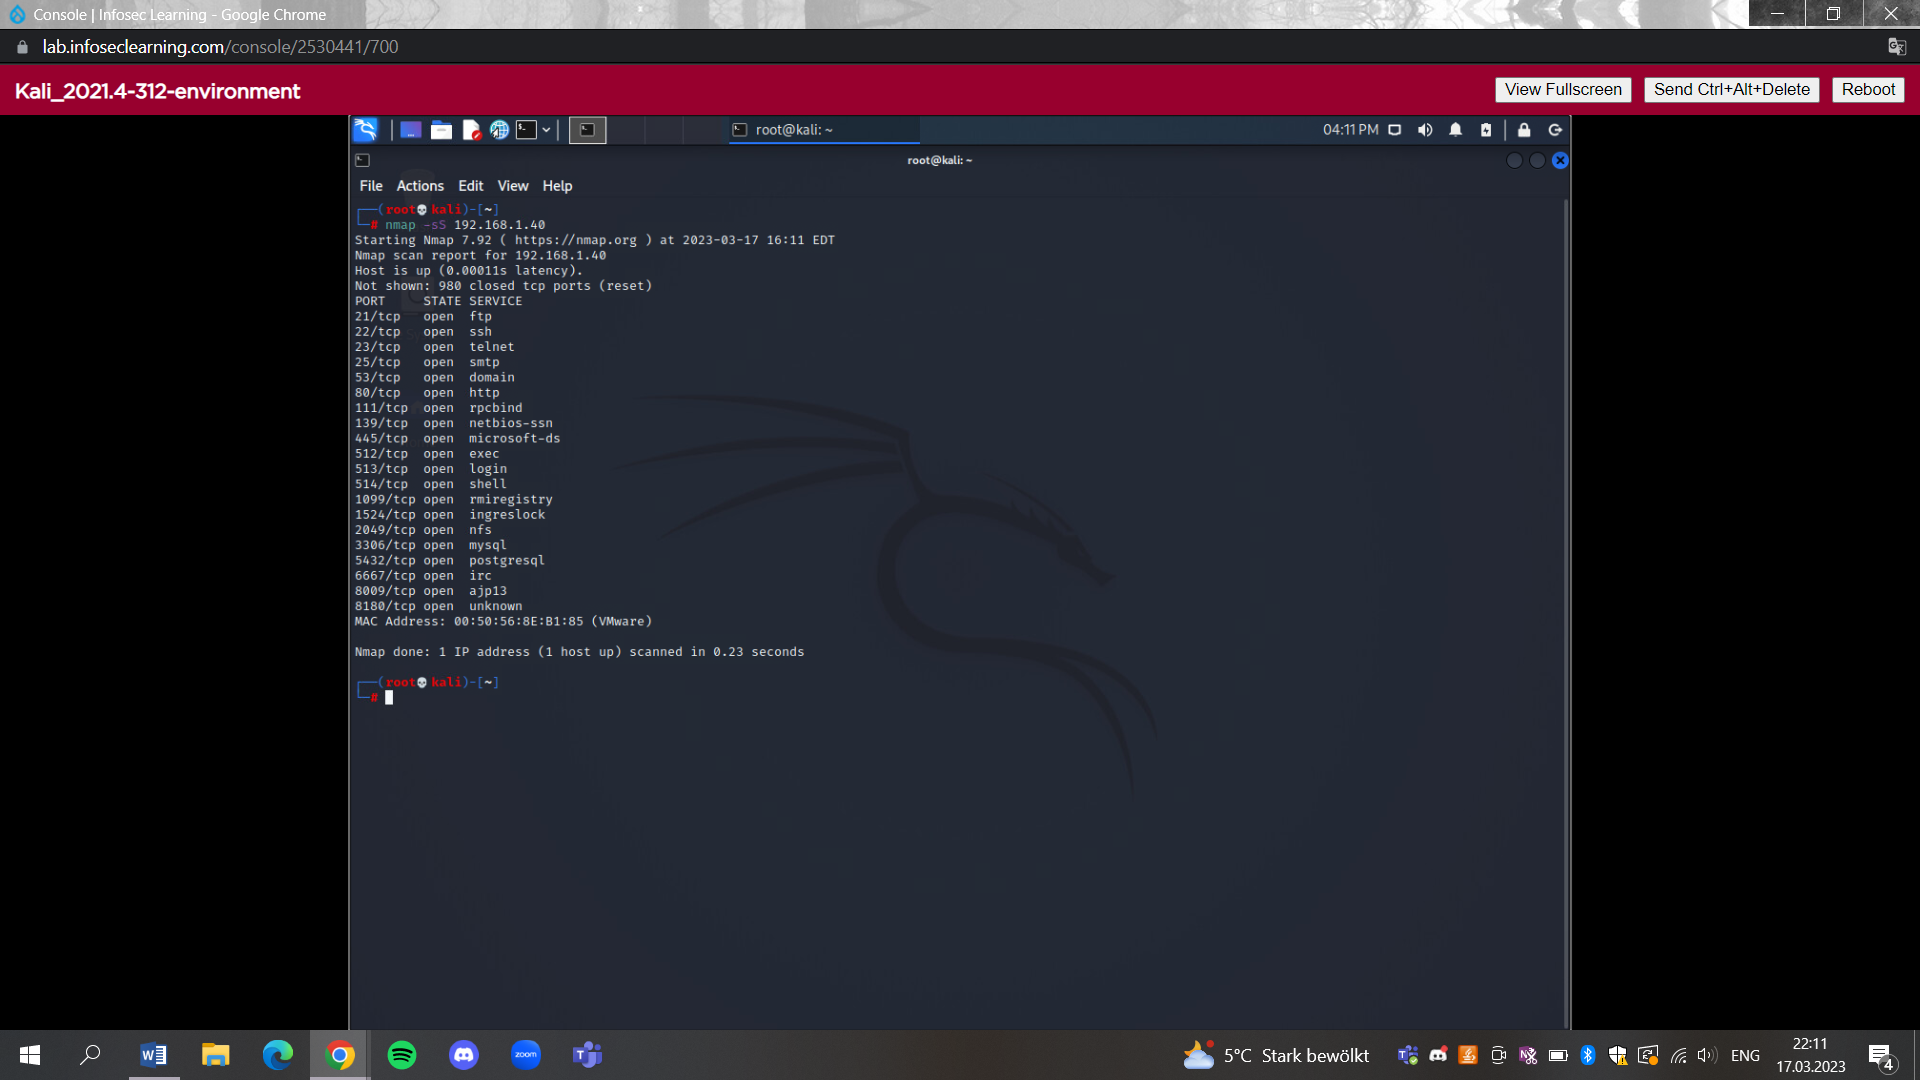 Console | Infosec Learning - Google Chrome
lab.infoseclearning.com/console/2530441/700
Kali_2021.4-312-environment
View Fullscreen
Send Ctrl+Alt+Delete
Reboot
root@kali: ~
04:11 PM
root@kali: ~
File Actions Edit View Help
┌──(root💀kali)-[~]
└─# nmap -sS 192.168.1.40
Starting Nmap 7.92 ( https://nmap.org ) at 2023-03-17 16:11 EDT
Nmap scan report for 192.168.1.40
Host is up (0.00011s latency).
Not shown: 980 closed tcp ports (reset)
PORT     STATE SERVICE
21/tcp   open  ftp
22/tcp   open  ssh
23/tcp   open  telnet
25/tcp   open  smtp
53/tcp   open  domain
80/tcp   open  http
111/tcp  open  rpcbind
139/tcp  open  netbios-ssn
445/tcp  open  microsoft-ds
512/tcp  open  exec
513/tcp  open  login
514/tcp  open  shell
1099/tcp open  rmiregistry
1524/tcp open  ingreslock
2049/tcp open  nfs
3306/tcp open  mysql
5432/tcp open  postgresql
6667/tcp open  irc
8009/tcp open  ajp13
8180/tcp open  unknown
MAC Address: 00:50:56:8E:B1:85 (VMware)
Nmap done: 1 IP address (1 host up) scanned in 0.23 seconds
┌──(root💀kali)-[~]
└─#
zoom
5°C Stark bewölkt
ENG
22:11
17.03.2023
4